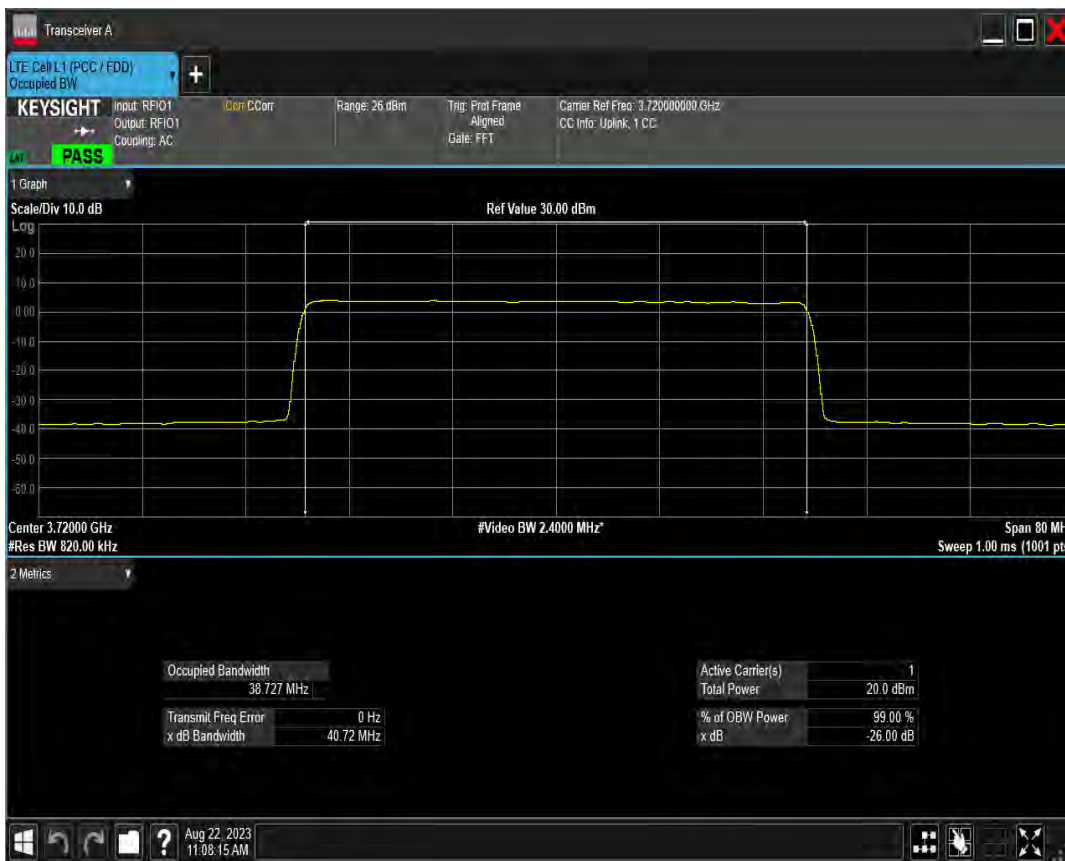 Transceiver A
LTE Cell L1 (PCC / FDD)
Occupied BW
+
KEYSIGHT
PASS
Input: RFIO1
Output: RFIO1
Coupling: AC
Corr CCorr
Range: 26 dBm
Trig: Prot Frame
Aligned
Gate: FFT
Carrier Ref Freq: 3.720000000 GHz
CC Info: Uplink, 1 CC
1 Graph
Scale/Div 10.0 dB
Ref Value 30.00 dBm
Log
20.0
10.0
0.00
-10.0
-20.0
-30.0
-40.0
-50.0
-60.0
Center 3.72000 GHz
#Video BW 2.4000 MHz*
Span 80 MH
#Res BW 820.00 kHz
Sweep 1.00 ms (1001 pt
2 Metrics
Occupied Bandwidth
38.727 MHz
Transmit Freq Error 0 Hz
x dB Bandwidth 40.72 MHz
Active Carrier(s) 1
Total Power 20.0 dBm
% of OBW Power 99.00 %
x dB -26.00 dB
?
Aug 22, 2023
11:08:15 AM